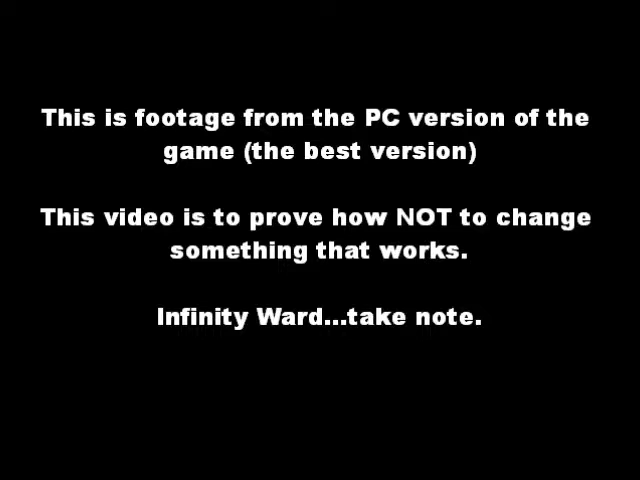 This is footage from the PC version of the
game (the best version)
This video is to prove how NOT to change
something that works.
Infinity Ward...take note.